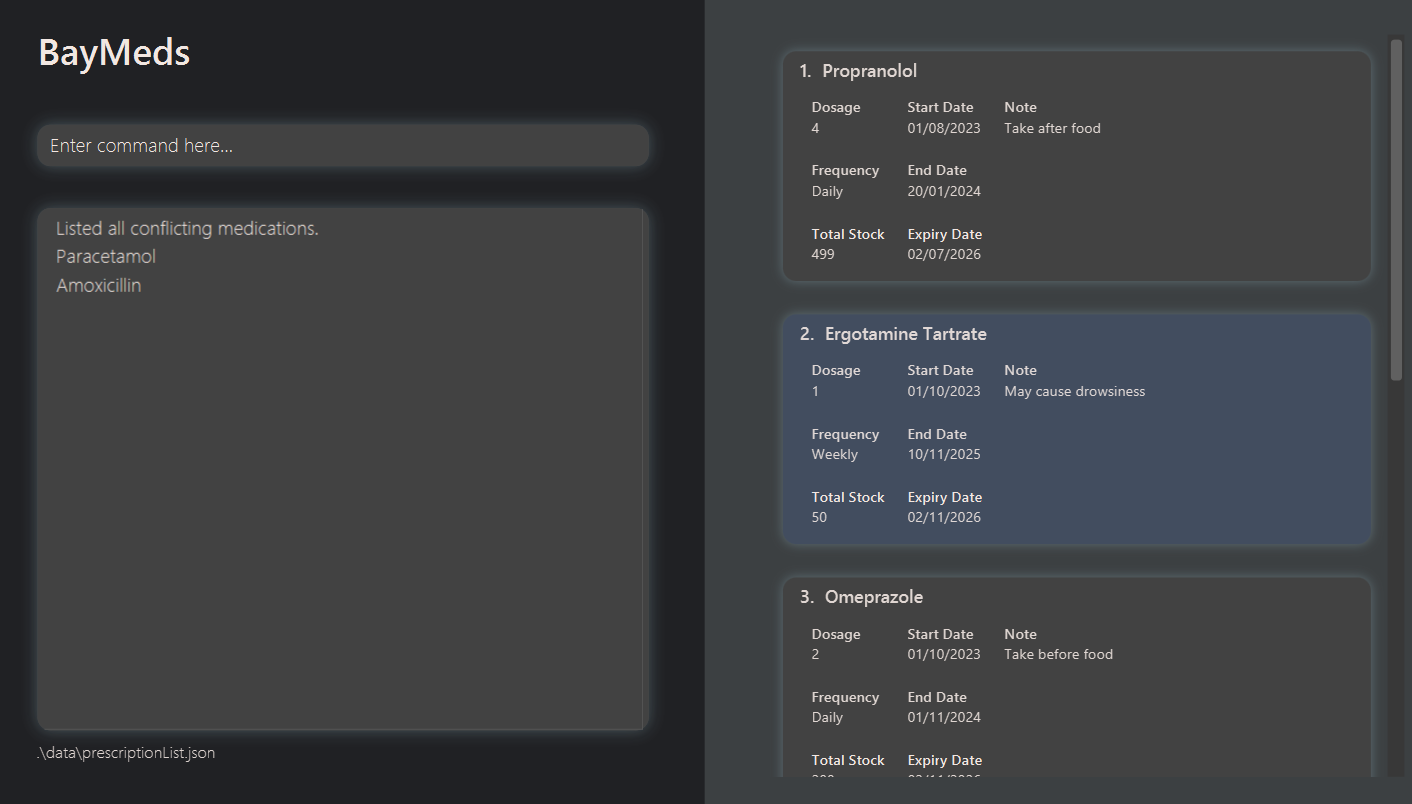 BayMeds
Enter command here...
Listed all conflicting medications.
Paracetamol
Amoxicillin
.\data\prescriptionList.json
1. Propranolol
Dosage Start Date Note
4 01/08/2023 Take after food
Frequency End Date
Daily 20/01/2024
Total Stock Expiry Date
499 02/07/2026
2. Ergotamine Tartrate
Dosage Start Date Note
1 01/10/2023 May cause drowsiness
Frequency End Date
Weekly 10/11/2025
Total Stock Expiry Date
50 02/11/2026
3. Omeprazole
Dosage Start Date Note
2 01/10/2023 Take before food
Frequency End Date
Daily 01/11/2024
Total Stock Expiry Date